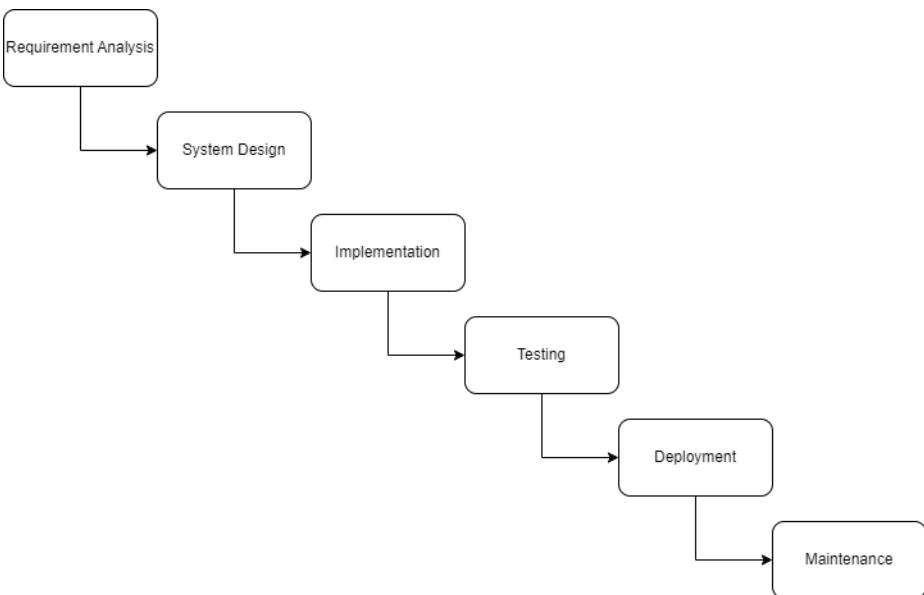 Requirement Analysis
System Design
Implementation
Testing
Deployment
Maintenance